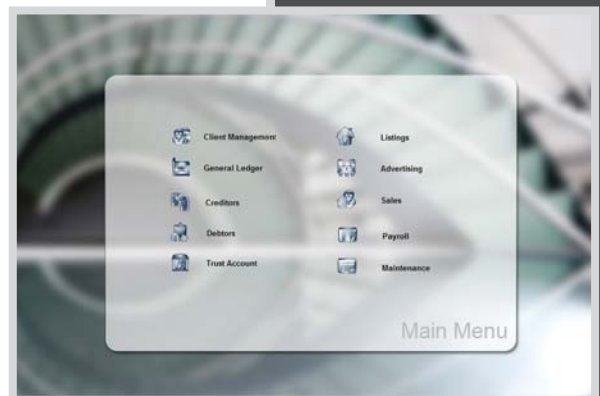 Client Management
General Ledger
Creditors
Debtors
Trust Account
Listings
Advertising
Sales
Payroll
Maintenance
Main Menu